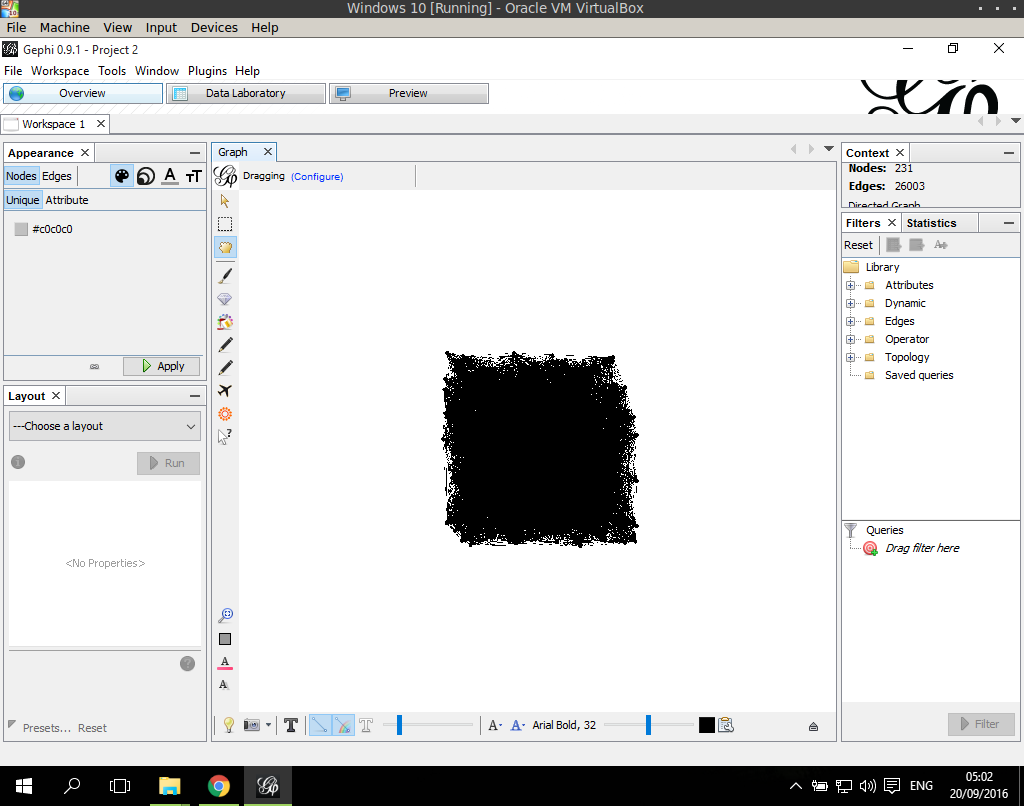 Windows 10 [Running] - Oracle VM VirtualBox
File Machine View Input Devices Help
Gephi 0.9.1 - Project 2
File Workspace Tools Window Plugins Help
Overview Data Laboratory Preview
Workspace 1
Appearance
Nodes Edges
Unique Attribute
#c0c0c0
Apply
Layout
---Choose a layout
Run
<No Properties>
Presets... Reset
Graph
Dragging (Configure)
Arial Bold, 32
Context
Nodes: 231
Edges: 26003
Directed Graph
Filters Statistics
Reset
Library
Attributes
Dynamic
Edges
Operator
Topology
Saved queries
Queries
Drag filter here
Filter
ENG
05:02
20/09/2016